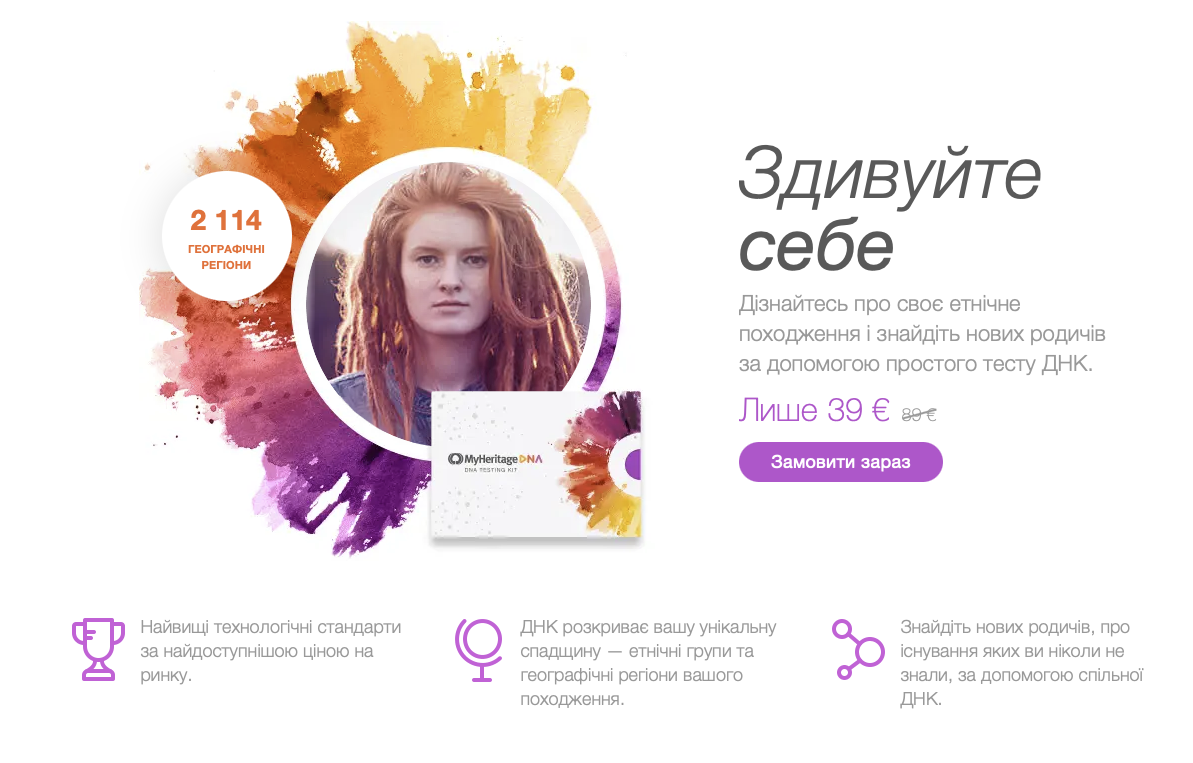 2 114
ГЕОГРАФІЧНІ
РЕГІОНИ
MyHeritage DNA
DNA TESTING KIT
Здивуйте
себе
Дізнайтесь про своє етнічне
походження і знайдіть нових родичів
за допомогою простого тесту ДНК.
Лише 39 € 89 €
Замовити зараз
Найвищі технологічні стандарти
за найдоступнішою ціною на
ринку.
ДНК розкриває вашу унікальну
спадщину — етнічні групи та
географічні регіони вашого
походження.
Знайдіть нових родичів, про
існування яких ви ніколи не
знали, за допомогою спільної
ДНК.